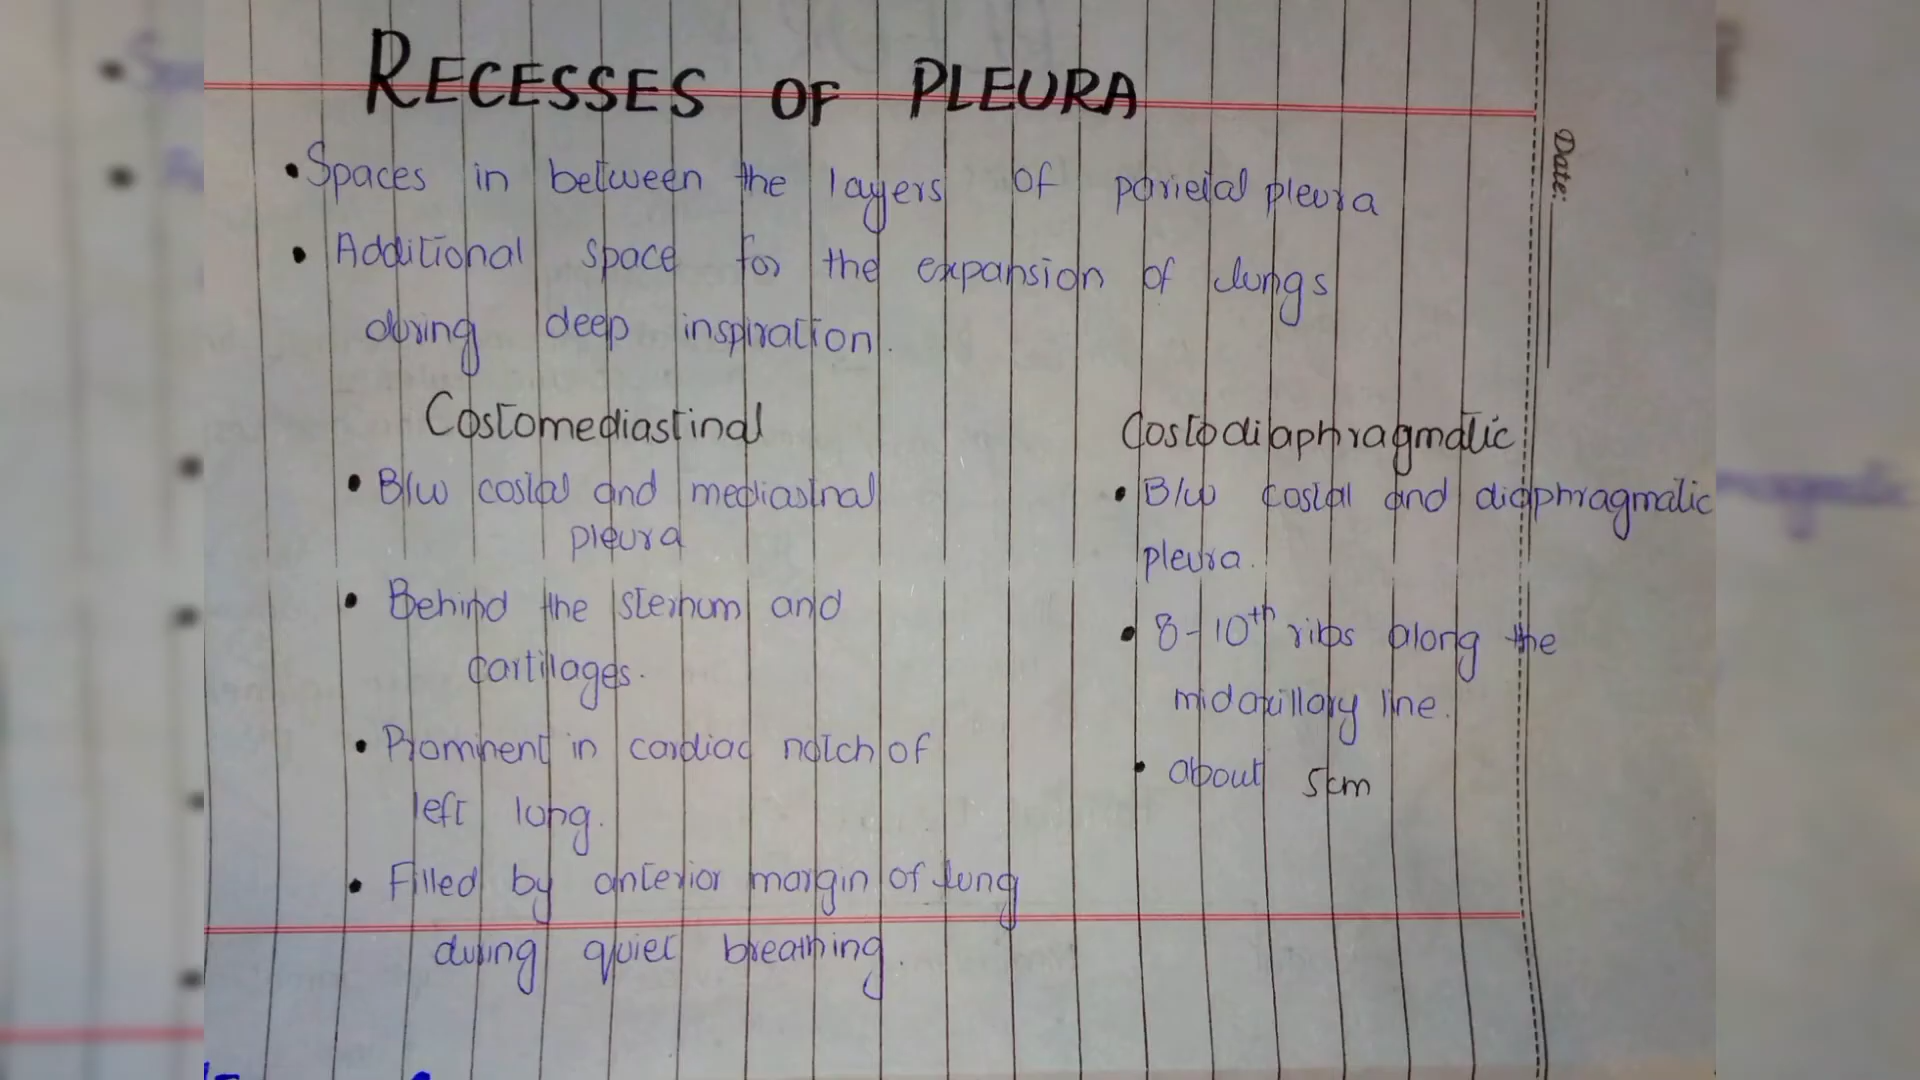 RECESSES OF PLEURA
Date:
• Spaces in between the layers of parietal pleura
• Additional space for the expansion of lungs
during deep inspiration.
Costomediastinal
• B/w costal and mediastnal
pleura
• Behind the sternum and
cartilages.
• Prominent in cardiac notch of
left lung.
• Filled by anterior margin of lung
during quiet breathing.
Costodiaphragmatic
• B/w costal and diaphragmatic
pleura.
• 8-10th ribs along the
midaxillary line.
• about 5cm